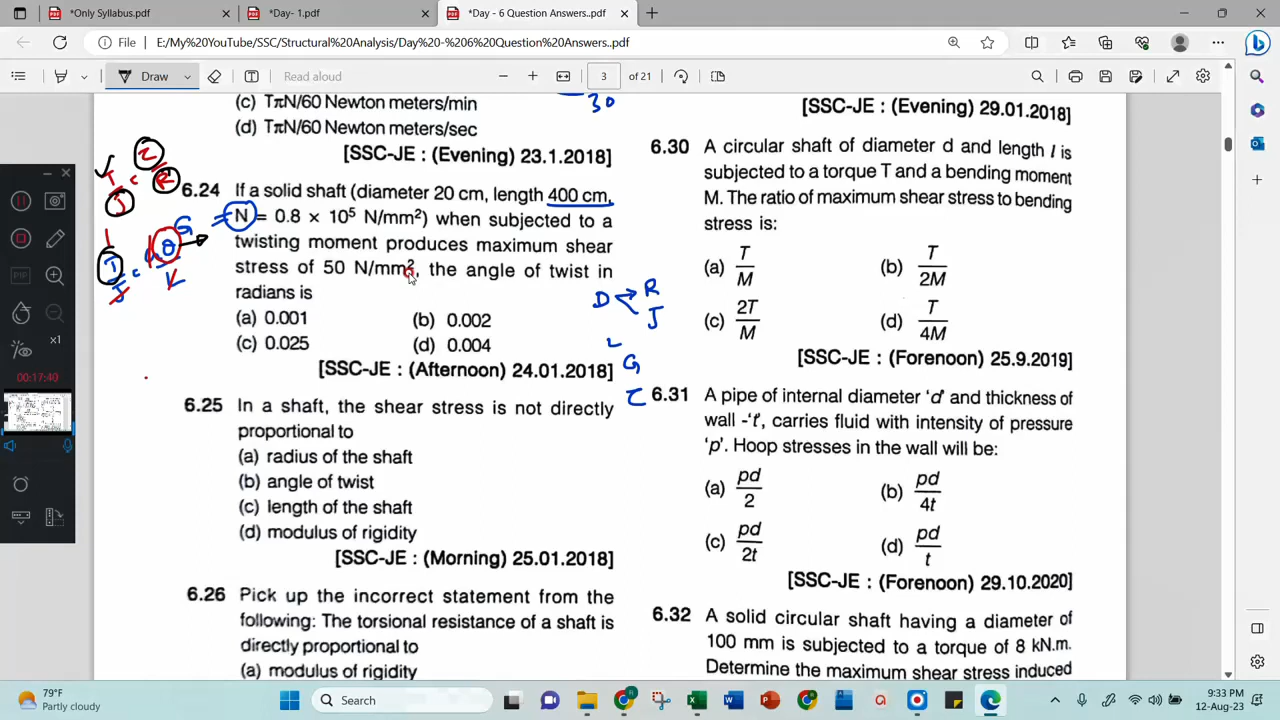 *Only Syllabus.pdf
*Day- 1.pdf
*Day - 6 Question Answers..pdf
File
E:/My%20YouTube/SSC/Structural%20Analysis/Day%20-%206%20Question%20Answers..pdf
Draw
Read aloud
3
of 21
(c) TπN/60 Newton meters/min
30
(d) TπN/60 Newton meters/sec
[SSC-JE : (Evening) 23.1.2018]
6.24 If a solid shaft (diameter 20 cm, length 400 cm,
N = 0.8 × 10⁵ N/mm²) when subjected to a
twisting moment produces maximum shear
stress of 50 N/mm², the angle of twist in
radians is
(a) 0.001 (b) 0.002
(c) 0.025 (d) 0.004
[SSC-JE : (Afternoon) 24.01.2018]
6.25 In a shaft, the shear stress is not directly
proportional to
(a) radius of the shaft
(b) angle of twist
(c) length of the shaft
(d) modulus of rigidity
[SSC-JE : (Morning) 25.01.2018]
6.26 Pick up the incorrect statement from the
following: The torsional resistance of a shaft is
directly proportional to
(a) modulus of rigidity
G
D
R
J
L
G
τ
[SSC-JE : (Evening) 29.01.2018]
6.30 A circular shaft of diameter d and length l is
subjected to a torque T and a bending moment
M. The ratio of maximum shear stress to bending
stress is:
(a) T/M (b) T/2M
(c) 2T/M (d) T/4M
[SSC-JE : (Forenoon) 25.9.2019]
6.31 A pipe of internal diameter ‘d’ and thickness of
wall -‘t’, carries fluid with intensity of pressure
‘p’. Hoop stresses in the wall will be:
(a) pd/2 (b) pd/4t
(c) pd/2t (d) pd/t
[SSC-JE : (Forenoon) 29.10.2020]
6.32 A solid circular shaft having a diameter of
100 mm is subjected to a torque of 8 kN.m.
Determine the maximum shear stress induced
PIP
x1
00:17:40
79°F
Partly cloudy
Search
9:33 PM
12-Aug-23